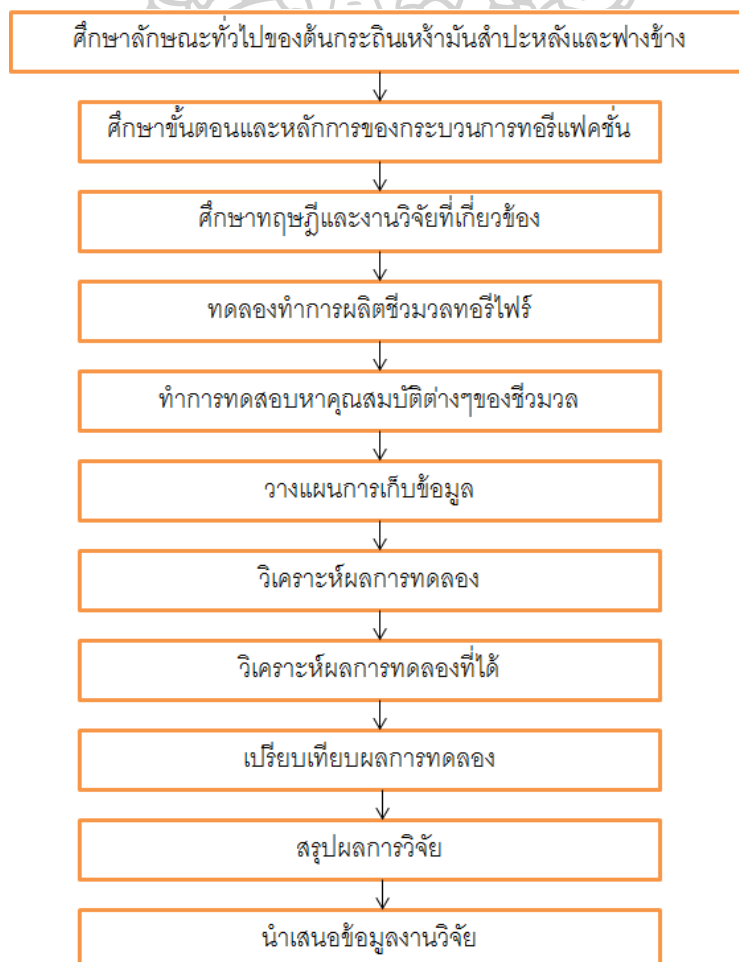 ศึกษาลักษณะทั่วไปของต้นกระถินเหง้ามันสำปะหลังและฟางข้าง
ศึกษาขั้นตอนและหลักการของกระบวนการทอรีแฟคชั่น
ศึกษาทฤษฎีและงานวิจัยที่เกี่ยวข้อง
ทดลองทำการผลิตชีวมวลทอรีไฟร์
ทำการทดสอบหาคุณสมบัติต่างๆของชีวมวล
วางแผนการเก็บข้อมูล
วิเคราะห์ผลการทดลอง
วิเคราะห์ผลการทดลองที่ได้
เปรียบเทียบผลการทดลอง
สรุปผลการวิจัย
นำเสนอข้อมูลงานวิจัย